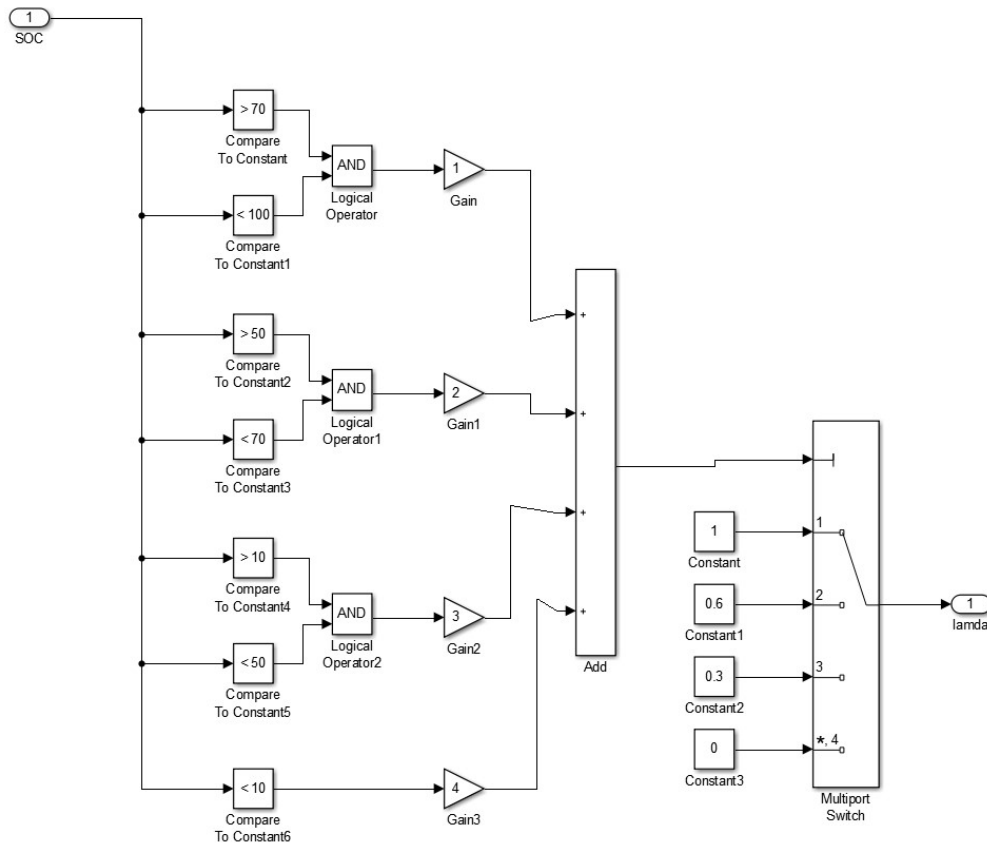 1
SOC
> 70
Compare
To Constant
AND
Logical
Operator
1
Gain
< 100
Compare
To Constant1
> 50
Compare
To Constant2
AND
Logical
Operator1
2
Gain1
< 70
Compare
To Constant3
> 10
Compare
To Constant4
AND
Logical
Operator2
3
Gain2
< 50
Compare
To Constant5
< 10
Compare
To Constant6
4
Gain3
+
+
+
+
Add
1
Constant
0.6
Constant1
0.3
Constant2
0
Constant3
1
2
3
*, 4
Multiport
Switch
1
lamda